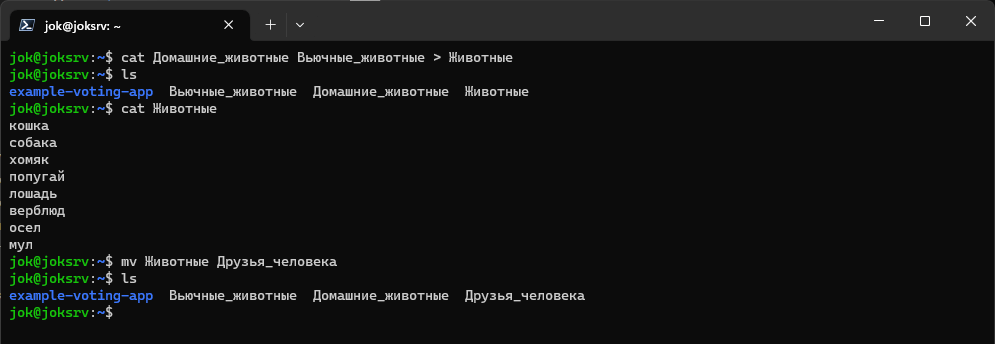 jok@joksrv: ~
jok@joksrv:~$ cat Домашние_животные Вьючные_животные > Животные
jok@joksrv:~$ ls
example-voting-app  Вьючные_животные  Домашние_животные  Животные
jok@joksrv:~$ cat Животные
кошка
собака
хомяк
попугай
лошадь
верблюд
осел
мул
jok@joksrv:~$ mv Животные Друзья_человека
jok@joksrv:~$ ls
example-voting-app  Вьючные_животные  Домашние_животные  Друзья_человека
jok@joksrv:~$